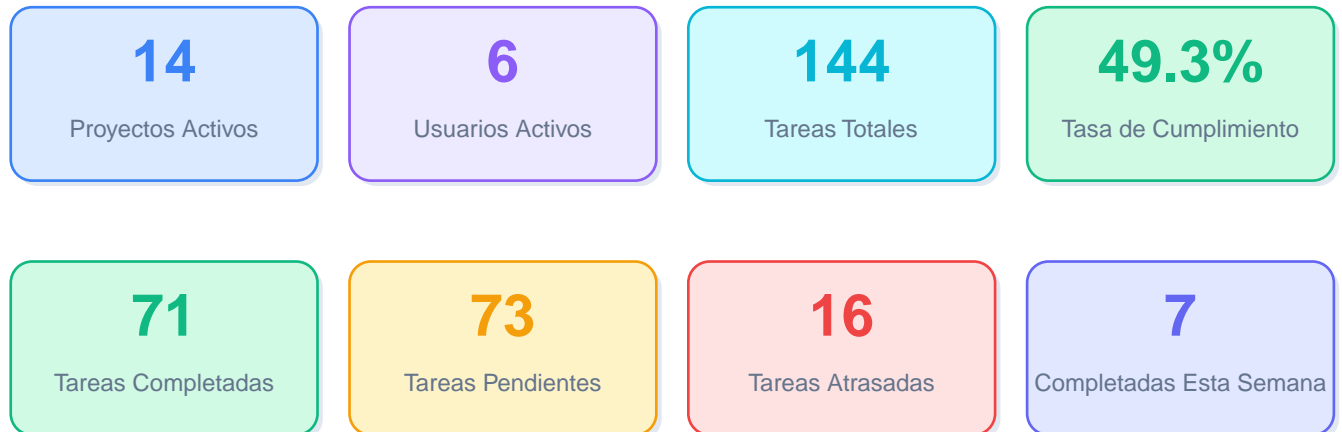 14
Proyectos Activos
6
Usuarios Activos
144
Tareas Totales
49.3%
Tasa de Cumplimiento
71
Tareas Completadas
73
Tareas Pendientes
16
Tareas Atrasadas
7
Completadas Esta Semana